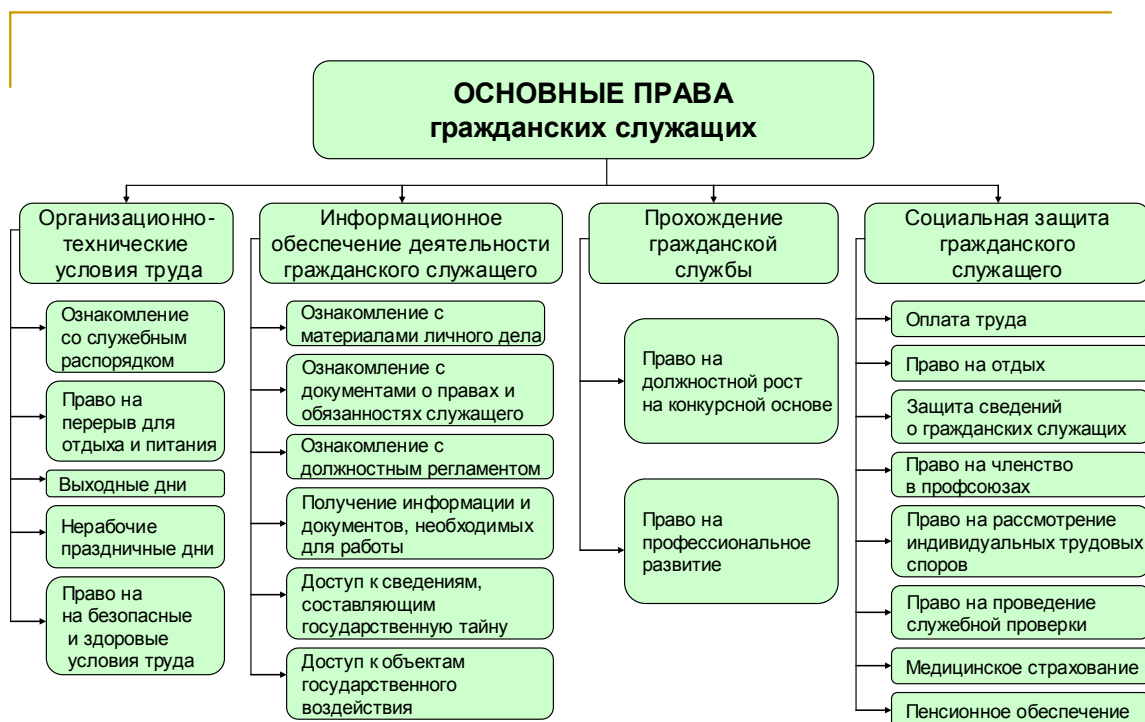 ОСНОВНЫЕ ПРАВА
гражданских служащих
Организационно-
технические
условия труда
Ознакомление
со служебным
распорядком
Право на
перерыв для
отдыха и питания
Выходные дни
Нерабочие
праздничные дни
Право на
на безопасные
и здоровые
условия труда
Информационное
обеспечение деятельности
гражданского служащего
Ознакомление с
материалами личного дела
Ознакомление с
документами о правах и
обязанностях служащего
Ознакомление с
должностным регламентом
Получение информации и
документов, необходимых
для работы
Доступ к сведениям,
составляющим
государственную тайну
Доступ к объектам
государственного
воздействия
Прохождение
гражданской
службы
Право на
должностной рост
на конкурсной основе
Право на
профессиональное
развитие
Социальная защита
гражданского
служащего
Оплата труда
Право на отдых
Защита сведений
о гражданских служащих
Право на членство
в профсоюзах
Право на рассмотрение
индивидуальных трудовых
споров
Право на проведение
служебной проверки
Медицинское страхование
Пенсионное обеспечение